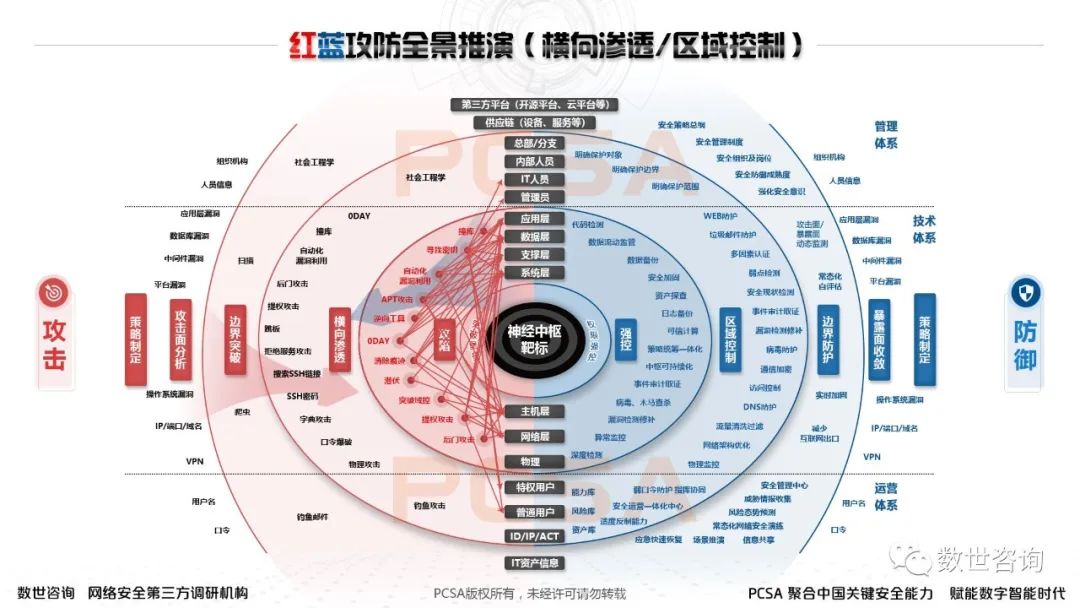 红蓝攻防全景推演（横向渗透/区域控制）
第三方平台（开源平台、云平台等）
供应链（设备、服务等）
总部/分支
内部人员
IT人员
管理员
应用层
数据层
支撑层
系统层
神经中枢
靶标
主机层
网络层
物理
特权用户
普通用户
ID/IP/ACT
IT资产信息
攻击
策略制定
攻击面分析
边界突破
横向渗透
攻陷
组织机构
人员信息
社会工程学
社会工程学
应用层漏洞
数据库漏洞
中间件漏洞
平台漏洞
操作系统漏洞
IP/端口/域名
VPN
用户名
口令
扫描
爬虫
0DAY
撞库
自动化
漏洞利用
后门攻击
提权攻击
跳板
拒绝服务攻击
搜索SSH链接
SSH密码
字典攻击
口令爆破
物理攻击
钓鱼邮件
钓鱼攻击
撞库
寻找密钥
自动化
漏洞利用
APT攻击
逆向工具
0DAY
消除痕迹
潜伏
突破域控
提权攻击
后门攻击
防御
策略制定
暴露面收敛
边界防护
区域控制
强控
管理
体系
技术
体系
运营
体系
安全策略总纲
安全管理制度
安全组织及岗位
安全防御成熟度
强化安全意识
明确保护对象
明确保护边界
明确保护范围
组织机构
人员信息
代码检测
数据流动监管
数据备份
安全加固
资产探查
日志备份
可信计算
策略统筹一体化
中枢可持续化
事件审计取证
病毒、木马查杀
漏洞检测修补
异常监控
深度检测
WEB防护
垃圾邮件防护
多因素认证
弱点检测
安全现状检测
事件审计取证
漏洞检测修补
病毒防护
通信加密
访问控制
DNS防护
流量清洗过滤
网络架构优化
物理监控
攻击面/
暴露面
动态监测
常态化
自评估
实时加网
减少
互联网出口
应用层漏洞
数据库漏洞
中间件漏洞
平台漏洞
操作系统漏洞
IP/端口/域名
VPN
用户名
口令
能力库
风险库
资产库
弱口令防护
指挥协同
安全运营一体化中心
适度反制能力
应急快速恢复
场景推演
信息共享
安全管理中心
威胁情报收集
风险态势预测
常态化网络安全演练
PCSA
PCSA
数世咨询
数世咨询 网络安全第三方调研机构
PCSA版权所有，未经许可请勿转载
PCSA 聚合中国关键安全能力 赋能数字智能时代